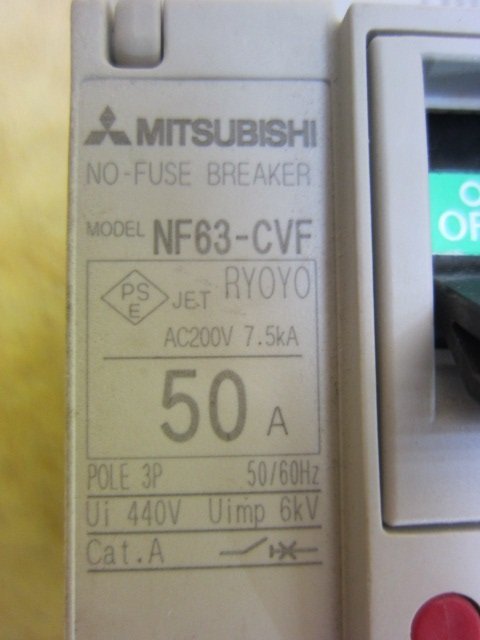 MITSUBISHI
NO-FUSE BREAKER
MODEL NF63-CVF
PS
E
JET RYOYO
AC200V 7.5kA
50 A
POLE 3P 50/60Hz
Ui 440V Uimp 6kV
Cat.A
O
OF